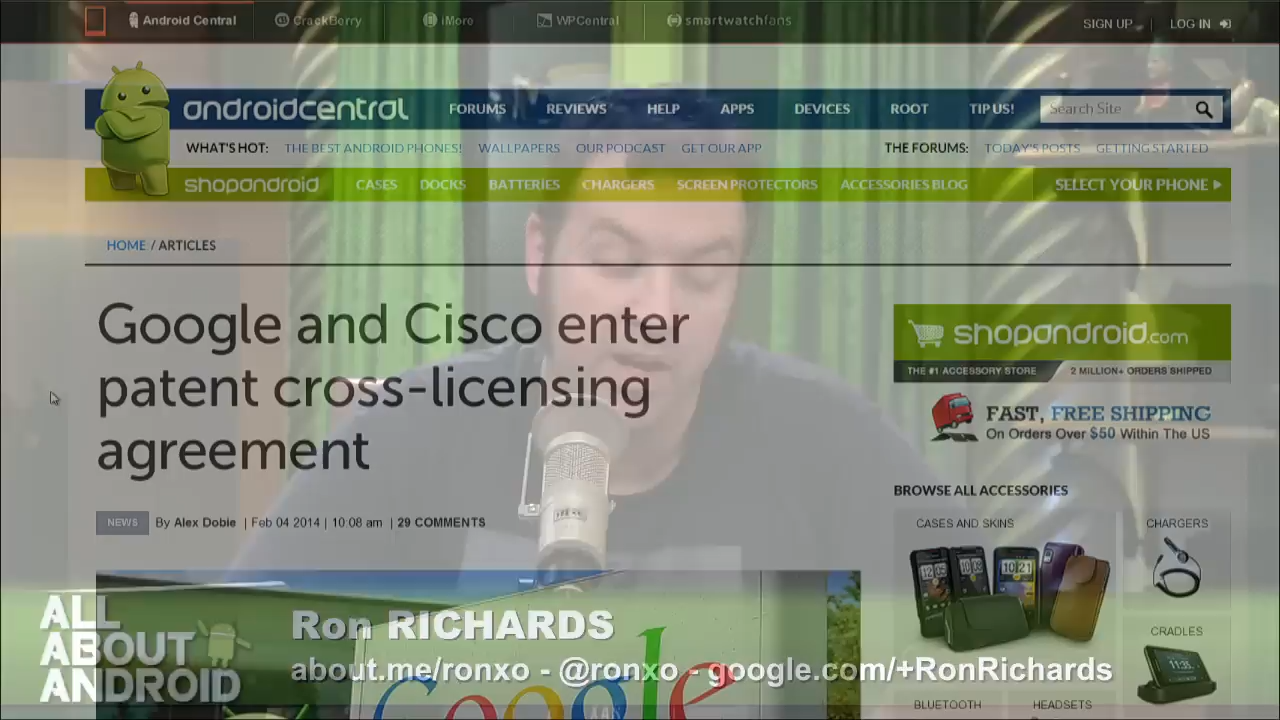 Android Central CrackBerry iMore WPCentral smartwatchfans SIGN UP LOG IN
androidcentral FORUMS REVIEWS HELP APPS DEVICES ROOT TIP US! Search Site
WHAT'S HOT: THE BEST ANDROID PHONES! WALLPAPERS OUR PODCAST GET OUR APP THE FORUMS: TODAY'S POSTS GETTING STARTED
shopandroid CASES DOCKS BATTERIES CHARGERS SCREEN PROTECTORS ACCESSORIES BLOG SELECT YOUR PHONE
HOME / ARTICLES
Google and Cisco enter
patent cross-licensing
agreement
NEWS By Alex Dobie | Feb 04 2014 | 10:08 am | 29 COMMENTS
shopandroid.com
THE #1 ACCESSORY STORE 2 MILLION+ ORDERS SHIPPED
FAST, FREE SHIPPING
On Orders Over $50 Within The US
BROWSE ALL ACCESSORIES
CASES AND SKINS CHARGERS
CRADLES
BLUETOOTH HEADSETS
Google
ALL
ABOUT
ANDROID
Ron RICHARDS
about.me/ronxo - @ronxo - google.com/+RonRichards